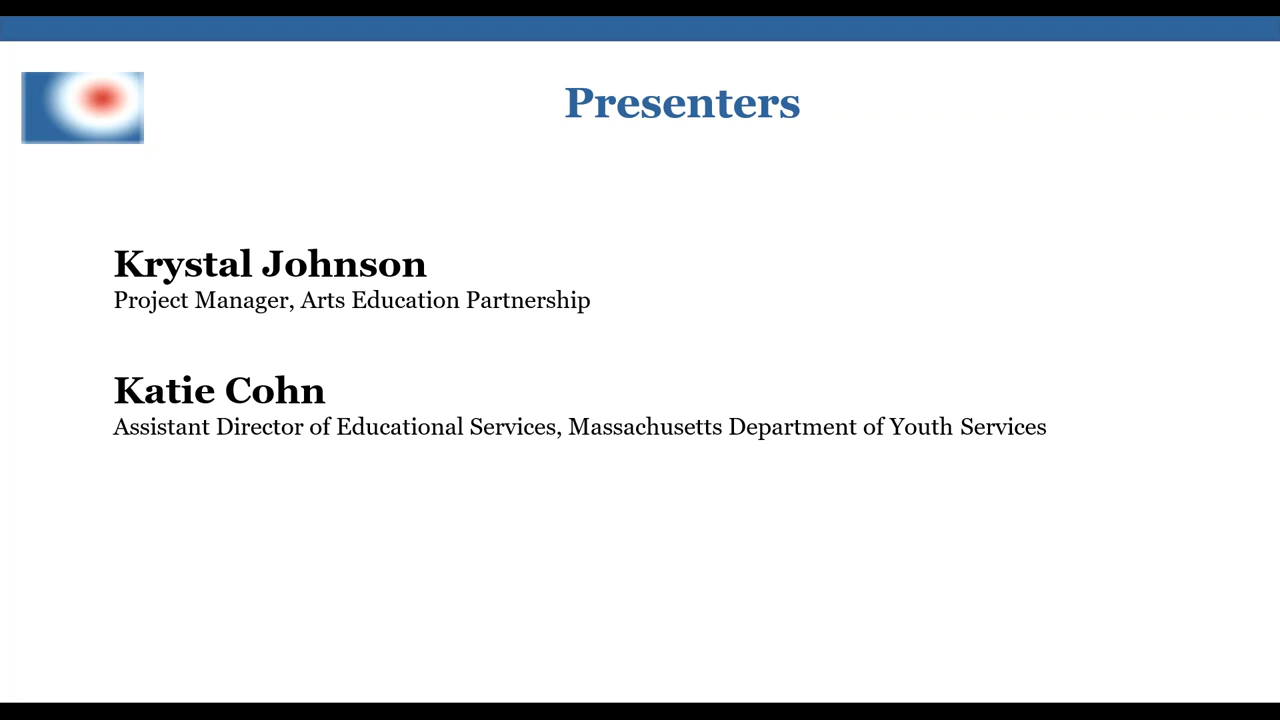 Presenters
Krystal Johnson
Project Manager, Arts Education Partnership
Katie Cohn
Assistant Director of Educational Services, Massachusetts Department of Youth Services